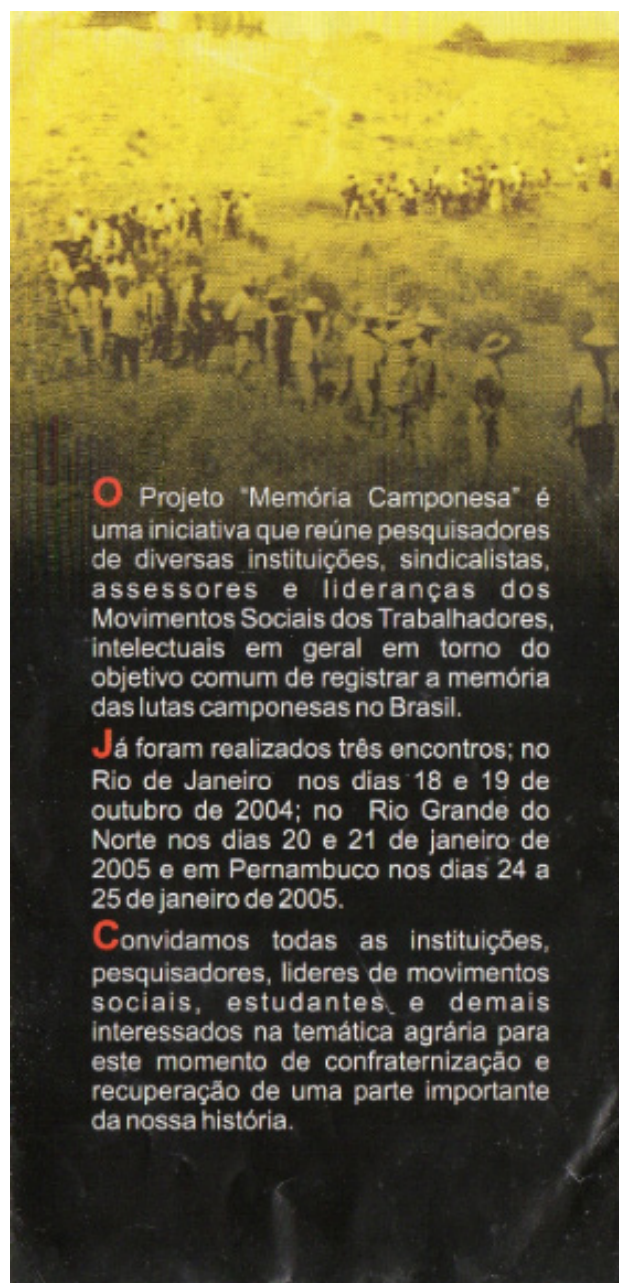 O Projeto "Memória Camponesa" é
uma iniciativa que reúne pesquisadores
de diversas instituições, sindicalistas,
assessores e lideranças dos
Movimentos Sociais dos Trabalhadores,
intelectuais em geral em torno do
objetivo comum de registrar a memória
das lutas camponesas no Brasil.
Já foram realizados três encontros; no
Rio de Janeiro nos dias 18 e 19 de
outubro de 2004; no Rio Grande do
Norte nos dias 20 e 21 de janeiro de
2005 e em Pernambuco nos dias 24 a
25 de janeiro de 2005.
Convidamos todas as instituições,
pesquisadores, lideres de movimentos
sociais, estudantes e demais
interessados na temática agrária para
este momento de confraternização e
recuperação de uma parte importante
da nossa história.